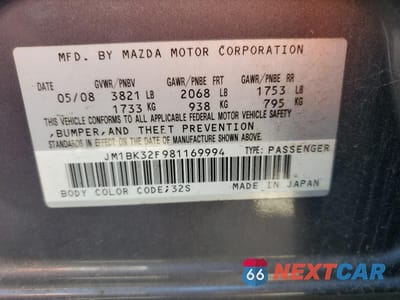 MFD. BY MAZDA MOTOR CORPORATION
GVWR/PNBV GAWR/PNBE FR GAWR/PNBE RR
05/08 3821 LB 2068 LB 1753 LB
1733 KG 938 KG 795 KG
THIS VEHICLE CONFORMS TO ALL APPLICABLE FEDERAL MOTOR VEHICLE SAFETY
,BUMPER,AND THEFT PREVENTION
STANDARDS IN EFFECT ON THE DATE OF MANUFACTURE SHOWN ABOVE.
JM1BK32F981169994 TYPE: PASSENGER
BODY COLOR CODE;32S MADE IN JAPAN
66 NEXTCAR